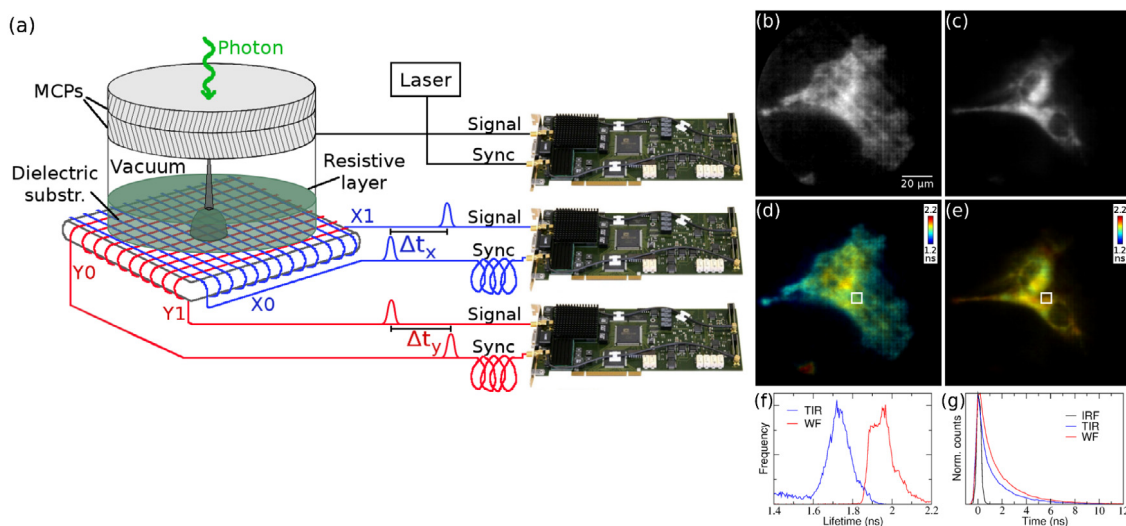 (a)
Photon
MCPs
Vacuum
Dielectric
substr.
Resistive
layer
Laser
Signal
Sync
X1
Δtx
Signal
Sync
X0
Y0
Y1
Δty
Signal
Sync
(b)
20 μm
(c)
(d)
2.2
1.2
ns
(e)
2.2
1.2
ns
(f)
TIR
WF
Frequency
1.4 1.6 1.8 2 2.2
Lifetime (ns)
(g)
IRF
TIR
WF
Norm. counts
0 2 4 6 8 10 12
Time (ns)